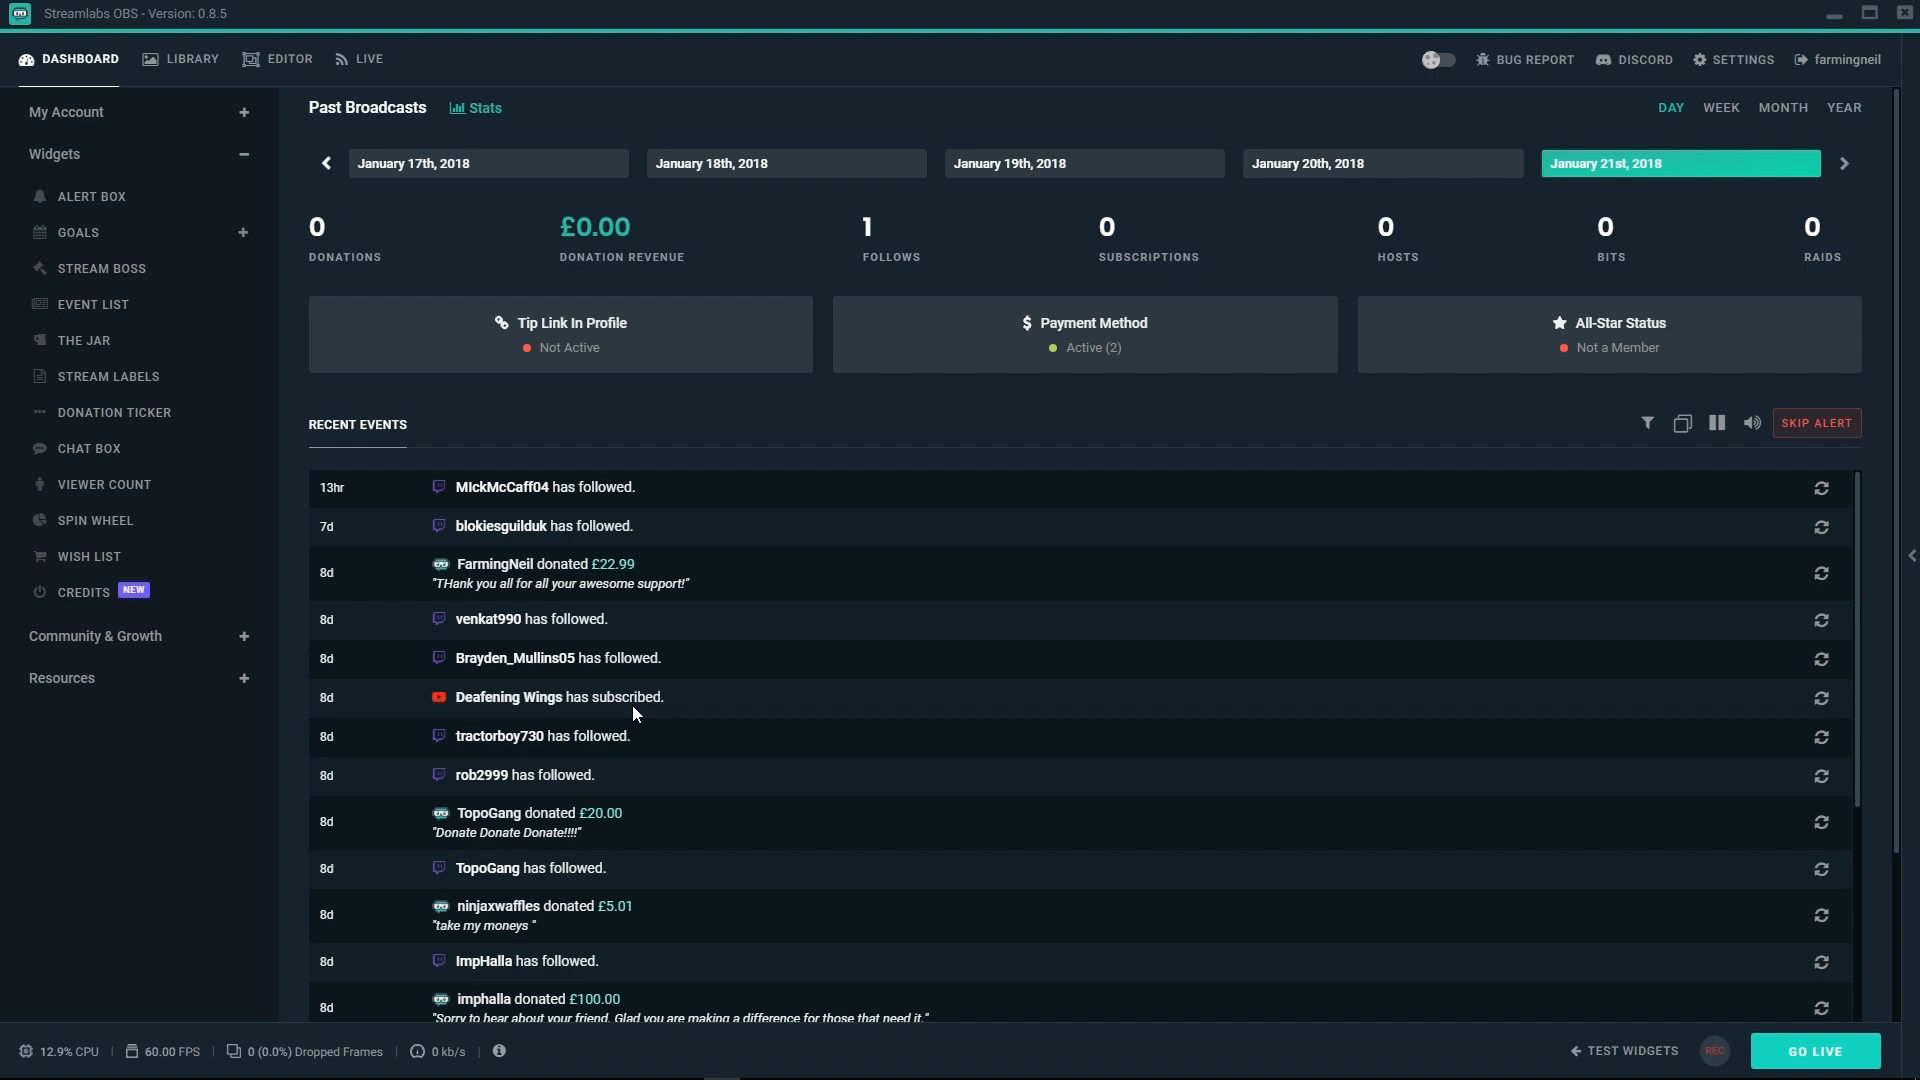 Streamlabs OBS - Version: 0.8.5
DASHBOARD LIBRARY EDITOR LIVE
BUG REPORT DISCORD SETTINGS farmingneil
My Account
Widgets
ALERT BOX
GOALS
STREAM BOSS
EVENT LIST
THE JAR
STREAM LABELS
DONATION TICKER
CHAT BOX
VIEWER COUNT
SPIN WHEEL
WISH LIST
CREDITS NEW
Community & Growth
Resources
Past Broadcasts Stats
DAY WEEK MONTH YEAR
January 17th, 2018 January 18th, 2018 January 19th, 2018 January 20th, 2018 January 21st, 2018
0 £0.00 1 0 0 0 0
DONATIONS DONATION REVENUE FOLLOWS SUBSCRIPTIONS HOSTS BITS RAIDS
Tip Link In Profile Payment Method All-Star Status
Not Active Active (2) Not a Member
RECENT EVENTS
SKIP ALERT
13hr MIckMcCaff04 has followed.
7d blokiesguilduk has followed.
8d FarmingNeil donated £22.99
"THank you all for all your awesome support!"
8d venkat990 has followed.
8d Brayden_Mullins05 has followed.
8d Deafening Wings has subscribed.
8d tractorboy730 has followed.
8d rob2999 has followed.
8d TopoGang donated £20.00
"Donate Donate Donate!!!!"
8d TopoGang has followed.
8d ninjaxwaffles donated £5.01
"take my moneys "
8d ImpHalla has followed.
8d imphalla donated £100.00
"Sorry to hear about your friend. Glad you are making a difference for those that need it."
12.9% CPU 60.00 FPS 0 (0.0%) Dropped Frames 0 kb/s
TEST WIDGETS REC GO LIVE